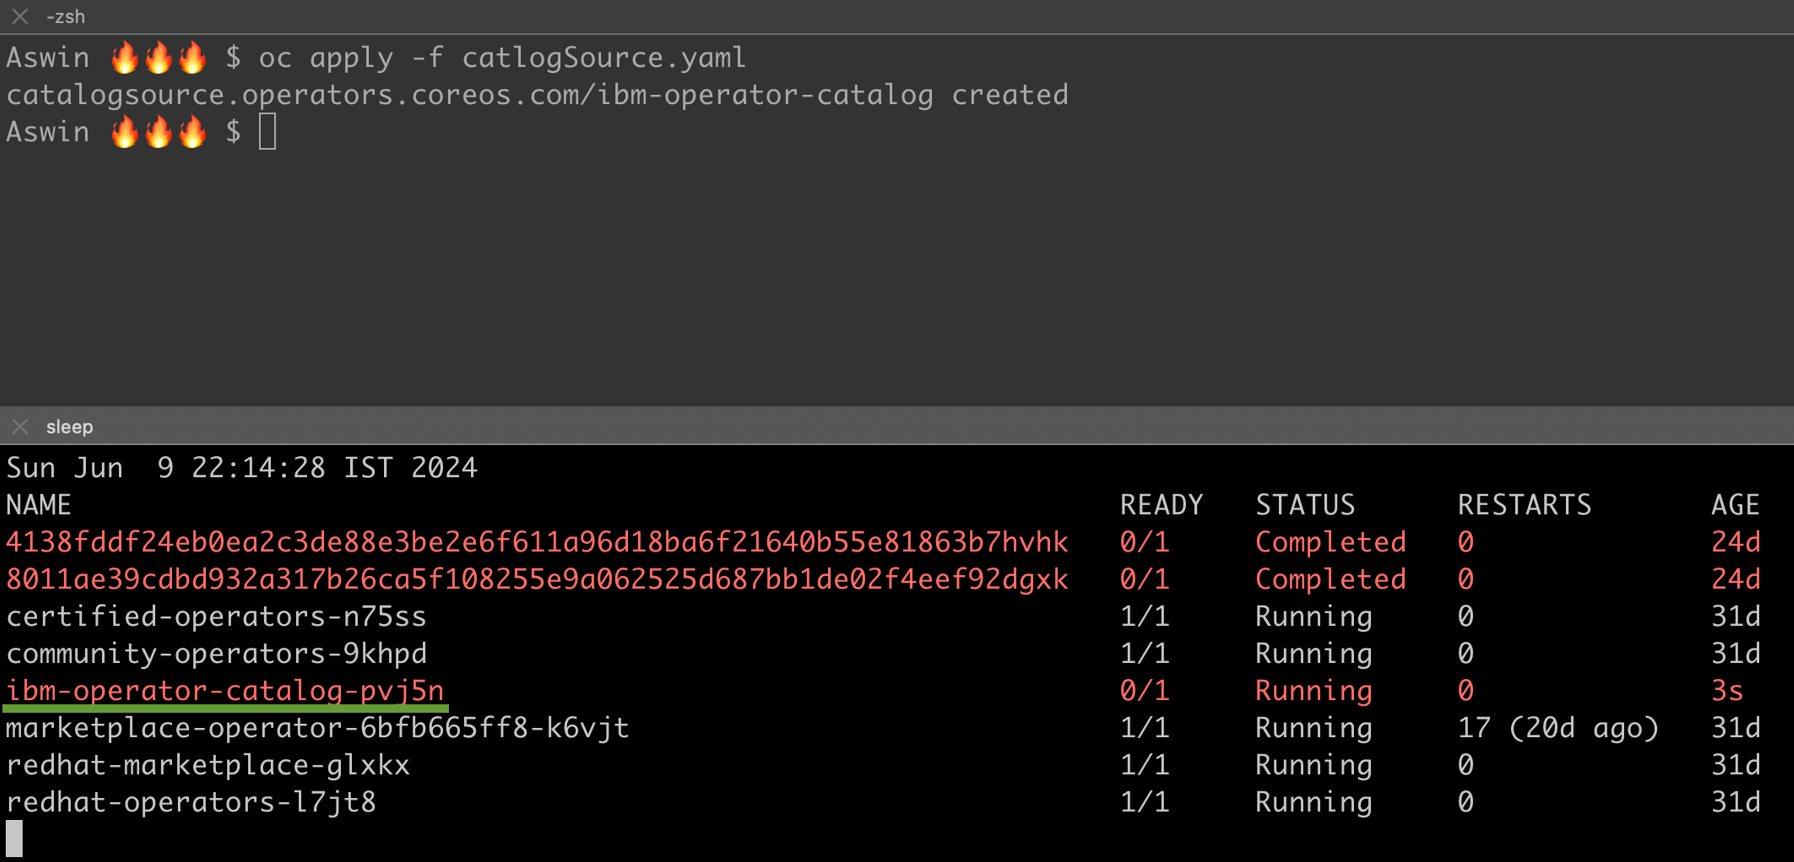 -zsh
Aswin 🔥🔥🔥 $ oc apply -f catlogSource.yaml
catalogsource.operators.coreos.com/ibm-operator-catalog created
Aswin 🔥🔥🔥 $
sleep
Sun Jun  9 22:14:28 IST 2024
NAME READY STATUS RESTARTS AGE
4138fddf24eb0ea2c3de88e3be2e6f611a96d18ba6f21640b55e81863b7hvhk 0/1 Completed 0 24d
8011ae39cdbd932a317b26ca5f108255e9a062525d687bb1de02f4eef92dgxk 0/1 Completed 0 24d
certified-operators-n75ss 1/1 Running 0 31d
community-operators-9khpd 1/1 Running 0 31d
ibm-operator-catalog-pvj5n 0/1 Running 0 3s
marketplace-operator-6bfb665ff8-k6vjt 1/1 Running 17 (20d ago) 31d
redhat-marketplace-glxkx 1/1 Running 0 31d
redhat-operators-l7jt8 1/1 Running 0 31d